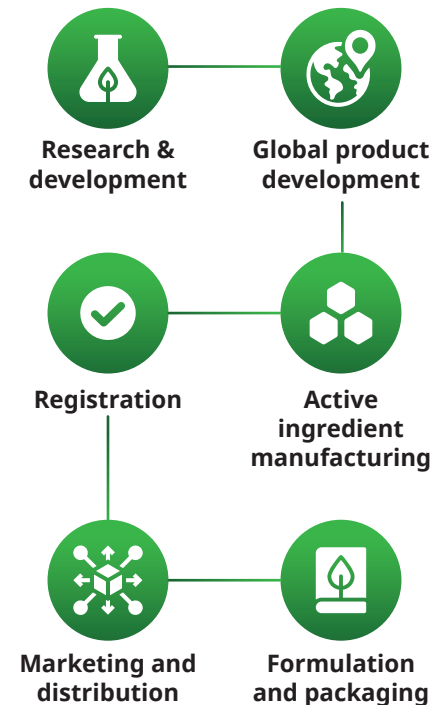 Research &
development
Global product
development
Registration
Active
ingredient
manufacturing
Marketing and
distribution
Formulation
and packaging